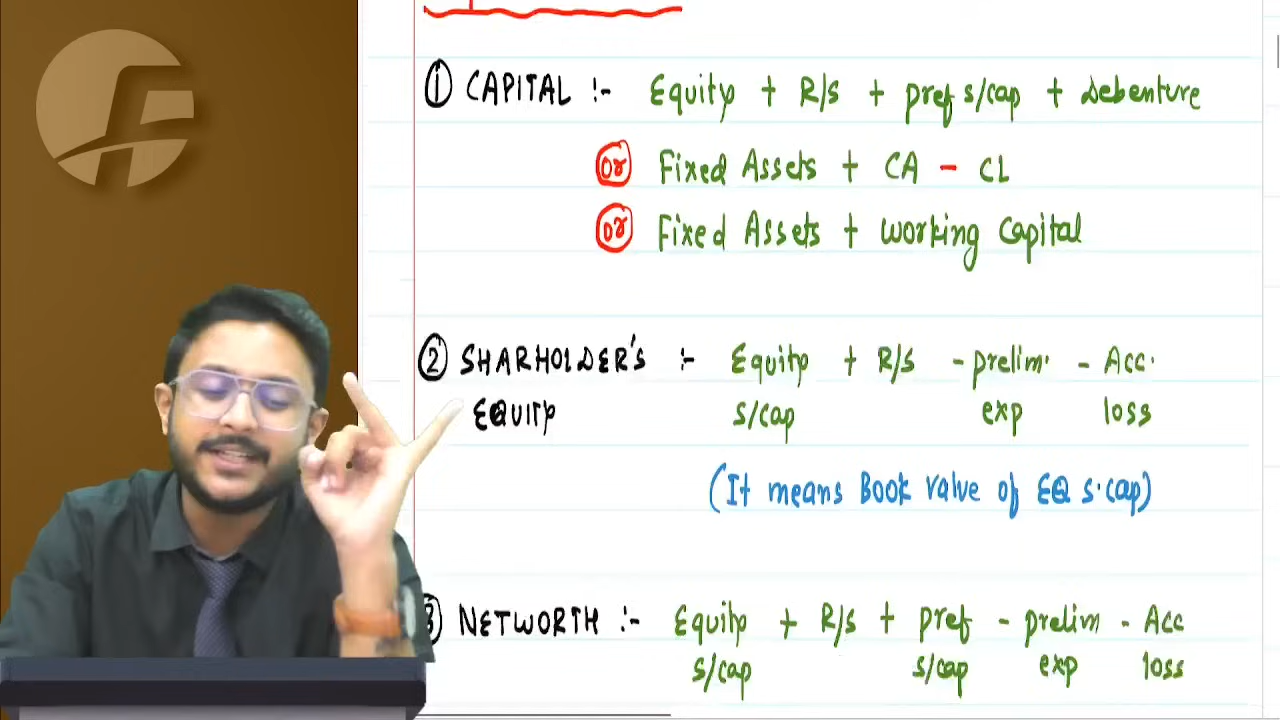 ① CAPITAL :- Equity + R/S + pref s/cap + Debenture
or Fixed Assets + CA - CL
or Fixed Assets + Working Capital
② SHARHOLDER'S :- Equity + R/S - prelim. - Acc.
EQUITY s/cap exp loss
(It means Book value of EQ s.cap)
③ NETWORTH :- Equity + R/S + pref - prelim - Acc
s/cap s/cap exp loss